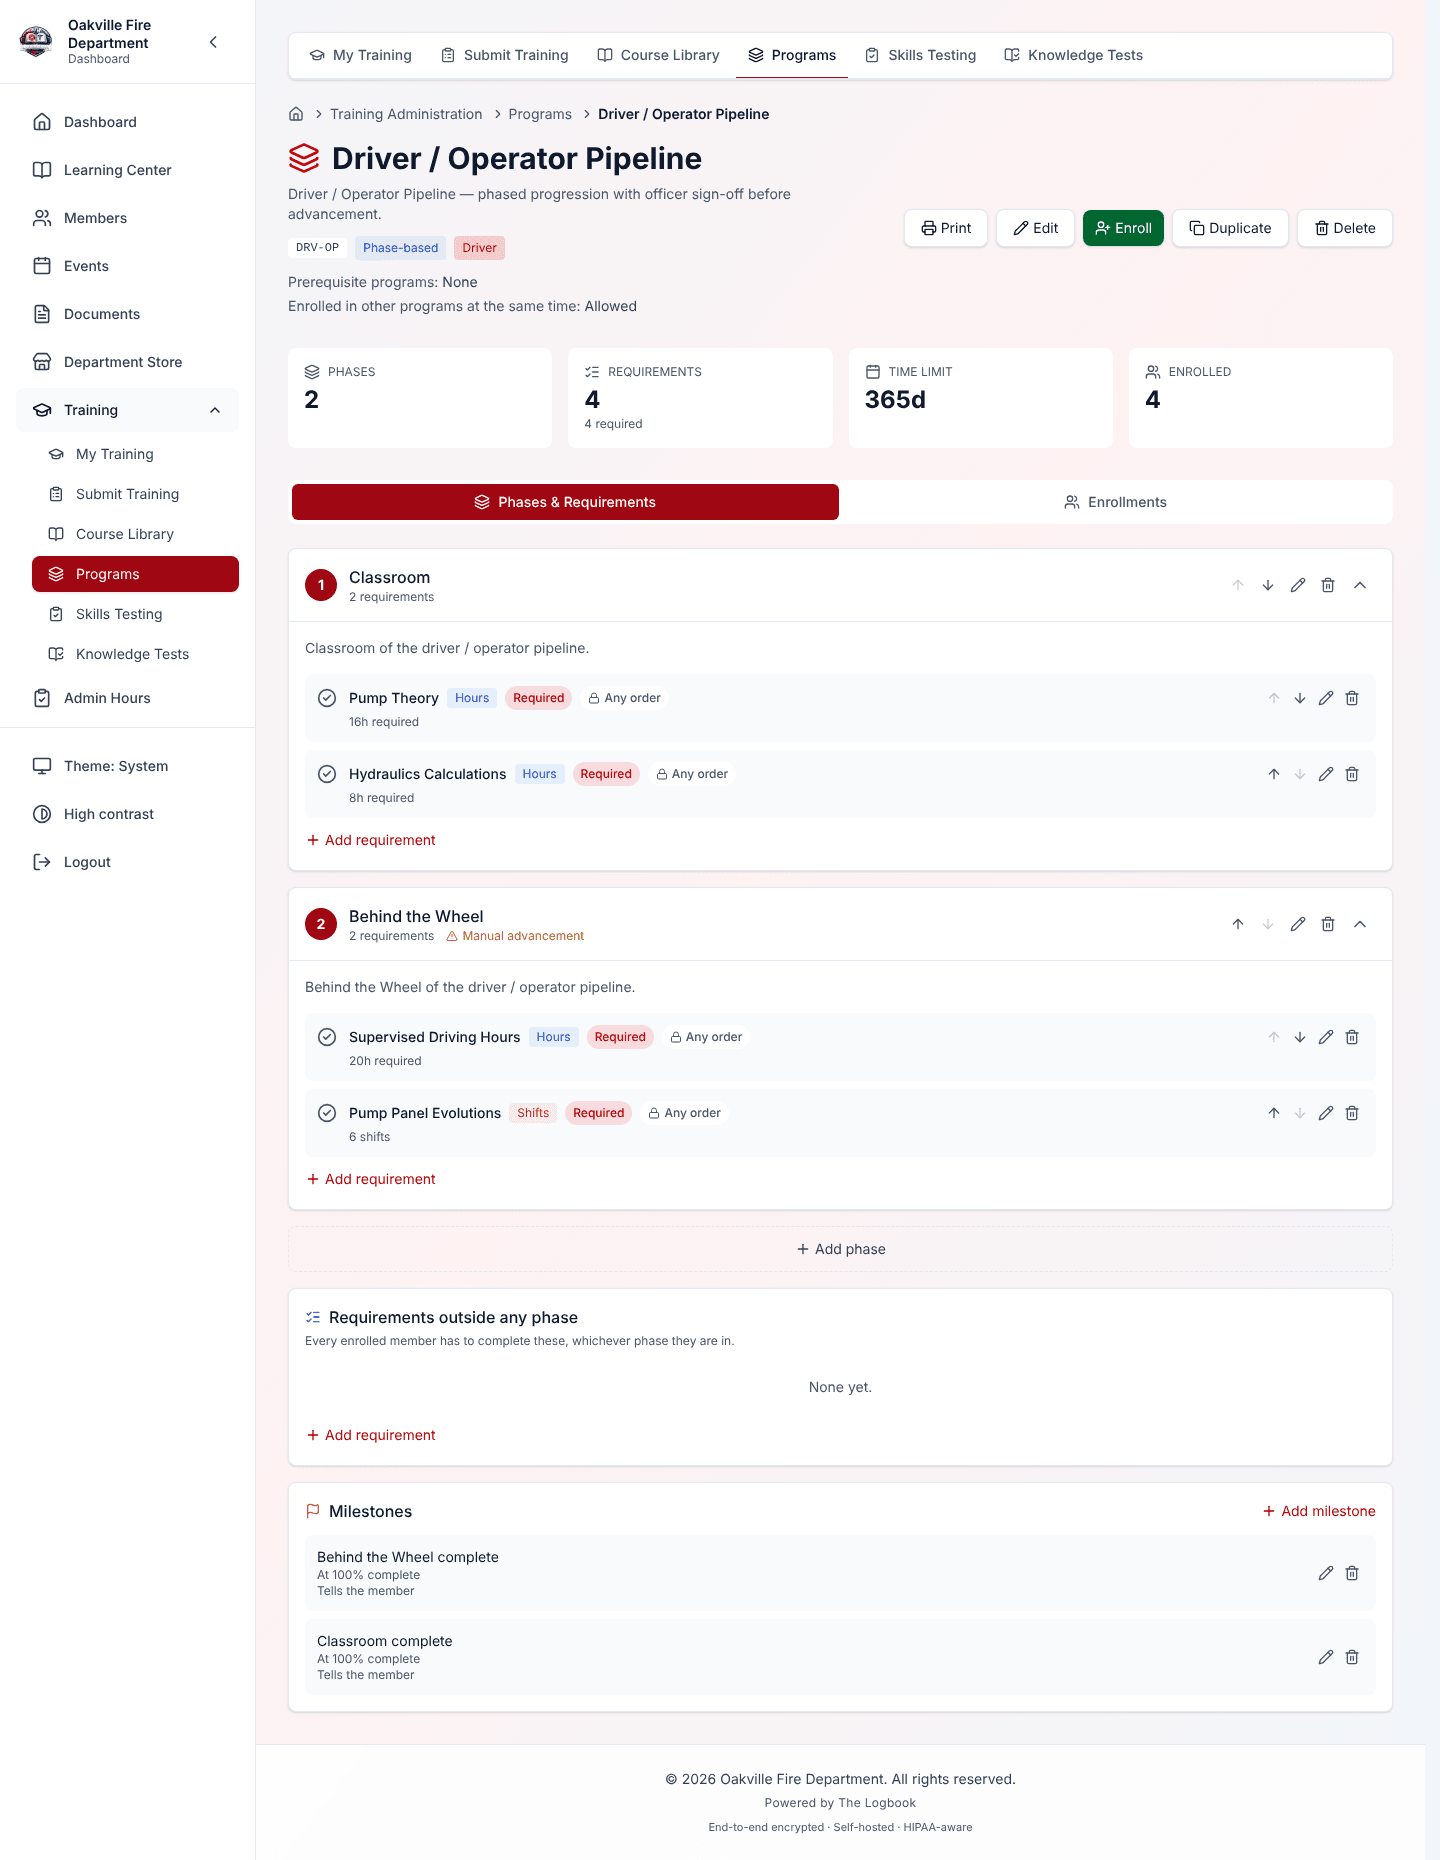 Oakville Fire
Department
Dashboard
Dashboard
Learning Center
Members
Events
Documents
Department Store
Training
My Training
Submit Training
Course Library
Programs
Skills Testing
Knowledge Tests
Admin Hours
Theme: System
High contrast
Logout
My Training Submit Training Course Library Programs Skills Testing Knowledge Tests
Training Administration Programs Driver / Operator Pipeline
Driver / Operator Pipeline
Driver / Operator Pipeline — phased progression with officer sign-off before
advancement.
DRV-OP Phase-based Driver
Prerequisite programs: None
Enrolled in other programs at the same time: Allowed
Print Edit Enroll Duplicate Delete
PHASES
2
REQUIREMENTS
4
4 required
TIME LIMIT
365d
ENROLLED
4
Phases & Requirements Enrollments
1 Classroom
2 requirements
Classroom of the driver / operator pipeline.
Pump Theory Hours Required Any order
16h required
Hydraulics Calculations Hours Required Any order
8h required
Add requirement
2 Behind the Wheel
2 requirements Manual advancement
Behind the Wheel of the driver / operator pipeline.
Supervised Driving Hours Hours Required Any order
20h required
Pump Panel Evolutions Shifts Required Any order
6 shifts
Add requirement
Add phase
Requirements outside any phase
Every enrolled member has to complete these, whichever phase they are in.
None yet.
Add requirement
Milestones Add milestone
Behind the Wheel complete
At 100% complete
Tells the member
Classroom complete
At 100% complete
Tells the member
© 2026 Oakville Fire Department. All rights reserved.
Powered by The Logbook
End-to-end encrypted · Self-hosted · HIPAA-aware